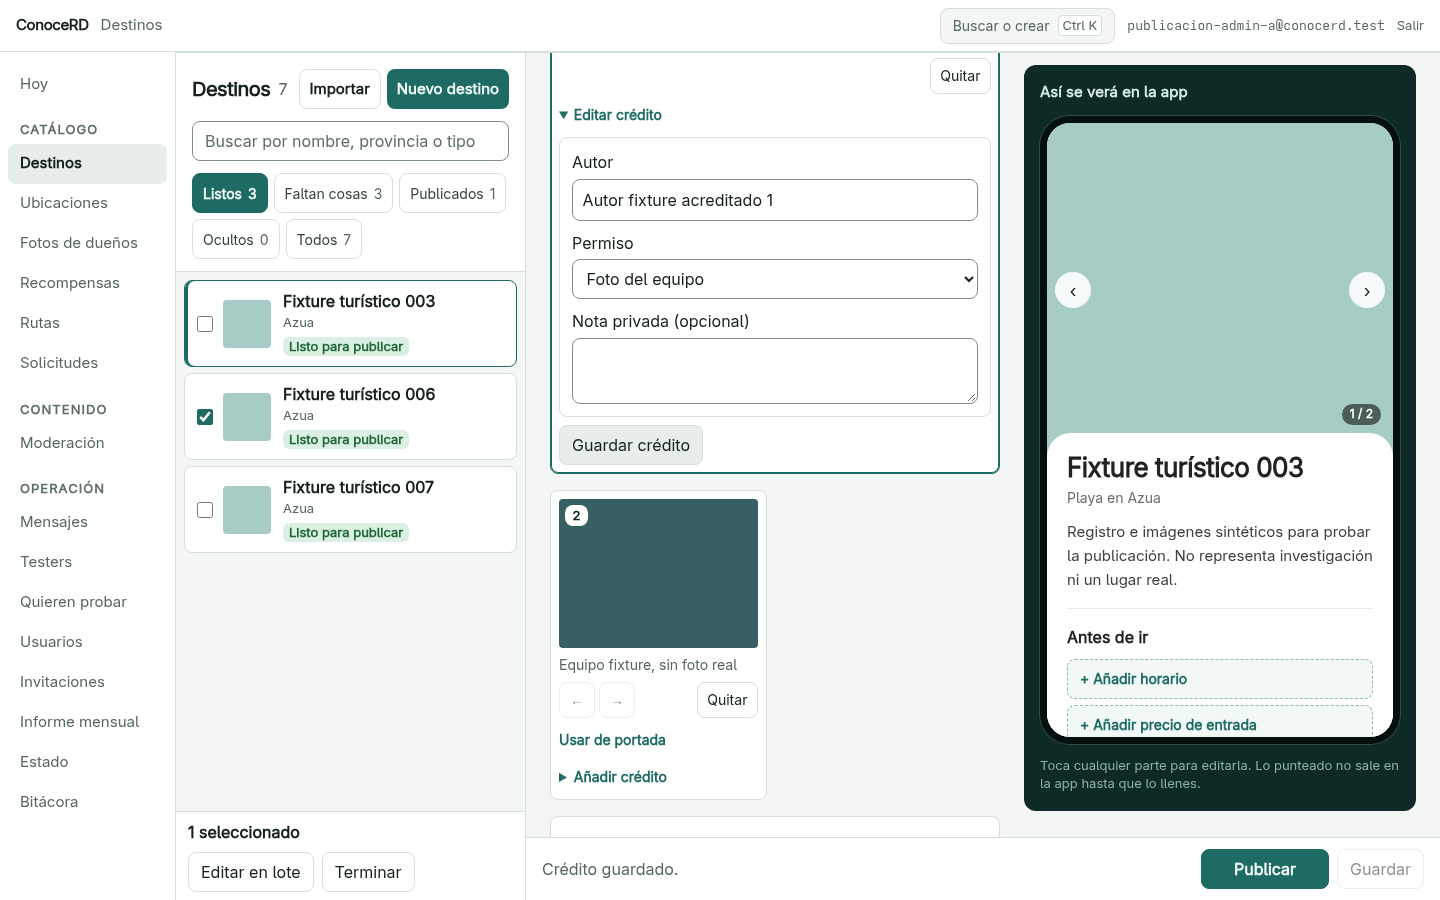 ConoceRD Destinos
Buscar o crear Ctrl K
publicacion-admin-a@conocerd.test
Salir
Hoy
CATÁLOGO
Destinos
Ubicaciones
Fotos de dueños
Recompensas
Rutas
Solicitudes
CONTENIDO
Moderación
OPERACIÓN
Mensajes
Testers
Quieren probar
Usuarios
Invitaciones
Informe mensual
Estado
Bitácora
Destinos 7
Importar
Nuevo destino
Buscar por nombre, provincia o tipo
Listos 3
Faltan cosas 3
Publicados 1
Ocultos 0
Todos 7
Fixture turístico 003
Azua
Listo para publicar
Fixture turístico 006
Azua
Listo para publicar
Fixture turístico 007
Azua
Listo para publicar
1 seleccionado
Editar en lote
Terminar
Quitar
▼ Editar crédito
Autor
Autor fixture acreditado 1
Permiso
Foto del equipo
Nota privada (opcional)
Guardar crédito
2
Equipo fixture, sin foto real
← → Quitar
Usar de portada
▶ Añadir crédito
Crédito guardado.
Publicar
Guardar
Así se verá en la app
‹ ›
1 / 2
Fixture turístico 003
Playa en Azua
Registro e imágenes sintéticos para probar
la publicación. No representa investigación
ni un lugar real.
Antes de ir
+ Añadir horario
+ Añadir precio de entrada
Toca cualquier parte para editarla. Lo punteado no sale en
la app hasta que lo llenes.